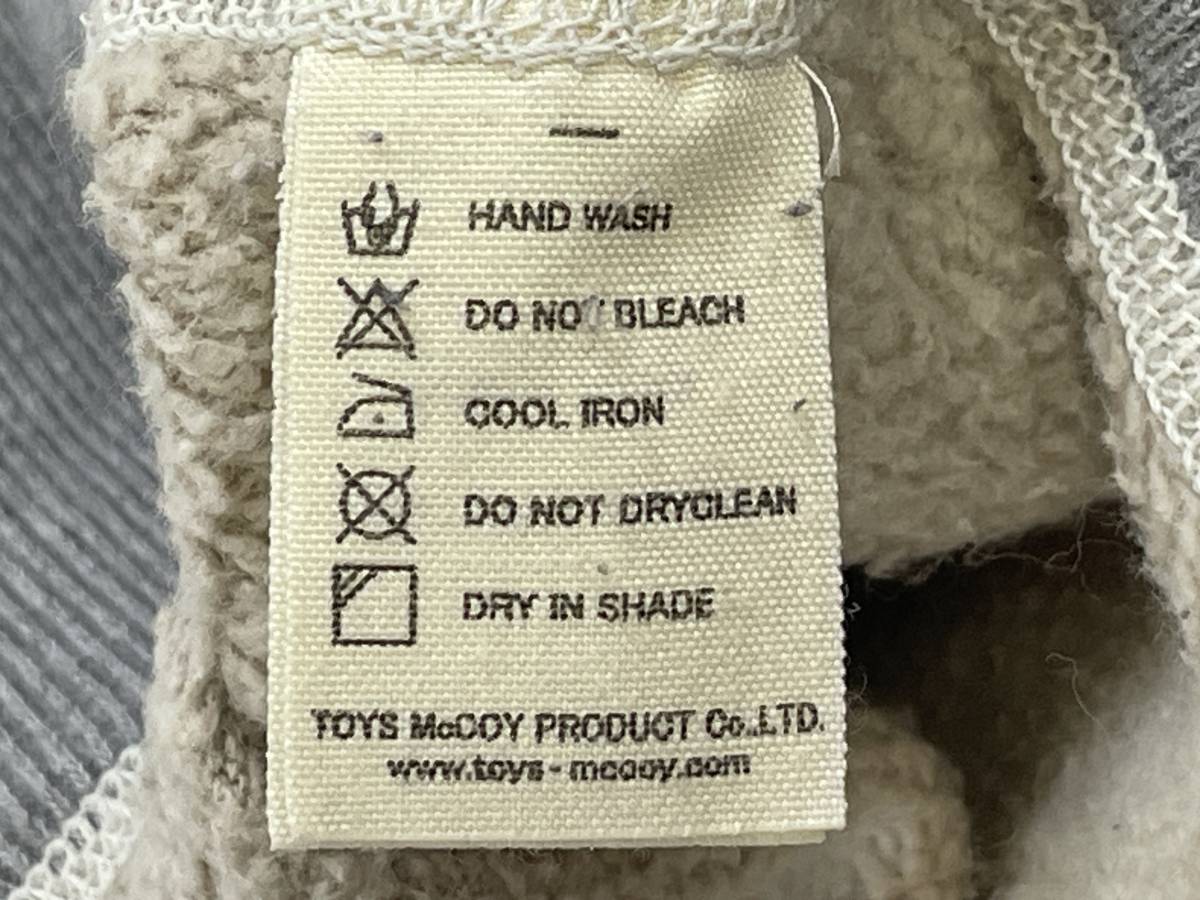 HAND WASH
DO NOT BLEACH
COOL IRON
DO NOT DRYCLEAN
DRY IN SHADE
TOYS McCOY PRODUCT Co.,LTD.
www.toys-mccoy.com